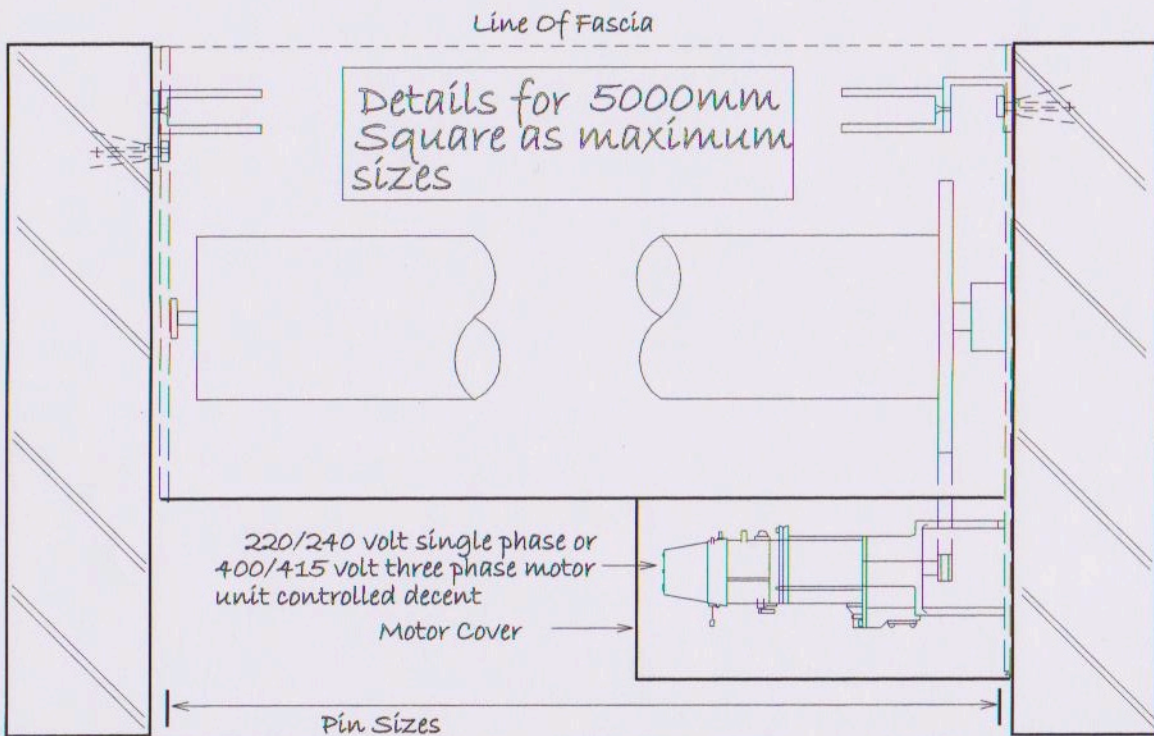 Line Of Fascia
Details for 5000mm
Square as maximum
sizes
220/240 volt single phase or
400/415 volt three phase motor
unit controlled decent
Motor Cover
Pin Sizes